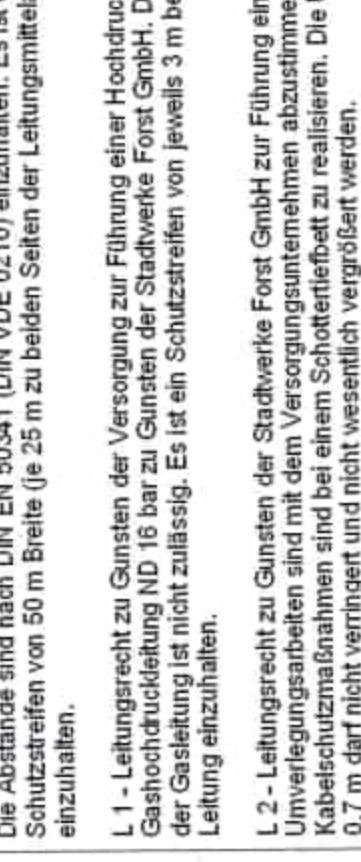 Die Abstände sind nach DIN EN 50341 (DIN VDE 0210) einzuhalten. Es ist
Schutzstreifen von 50 m Breite (je 25 m zu beiden Seiten der Leitungsmittel
einzuhalten.
L 1 - Leitungsrecht zu Gunsten der Versorgung zur Führung einer Hochdruc
Gashochdruckleitung ND 16 bar zu Gunsten der Stadtwerke Forst GmbH. D
der Gasleitung ist nicht zulässig. Es ist ein Schutzstreifen von jeweils 3 m be
Leitung einzuhalten.
L 2 - Leitungsrecht zu Gunsten der Stadtwerke Forst GmbH zur Führung ein
Umverlegungsarbeiten sind mit dem Versorgungsunternehmen abzustimme
Kabelschutzmaßnahmen sind bei einem Schottertiefbett zu realisieren. Die
0,7 m darf nicht verringert und nicht wesentlich vergrößert werden.